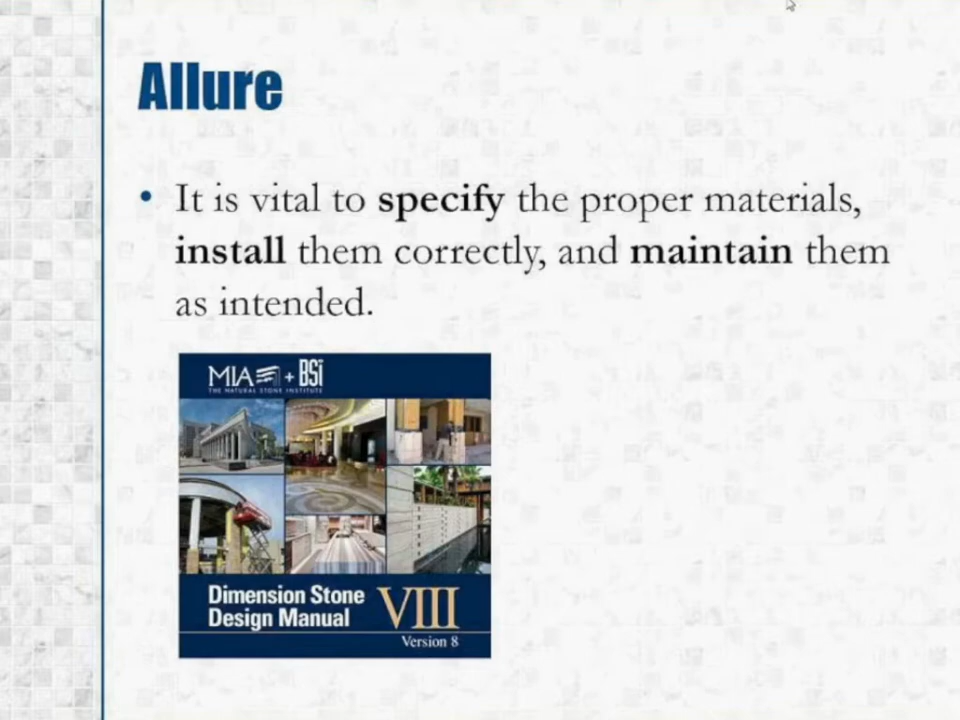 Allure
• It is vital to specify the proper materials,
install them correctly, and maintain them
as intended.
MIA + BSI
THE NATURAL STONE INSTITUTE
Dimension Stone
Design Manual
VIII
Version 8